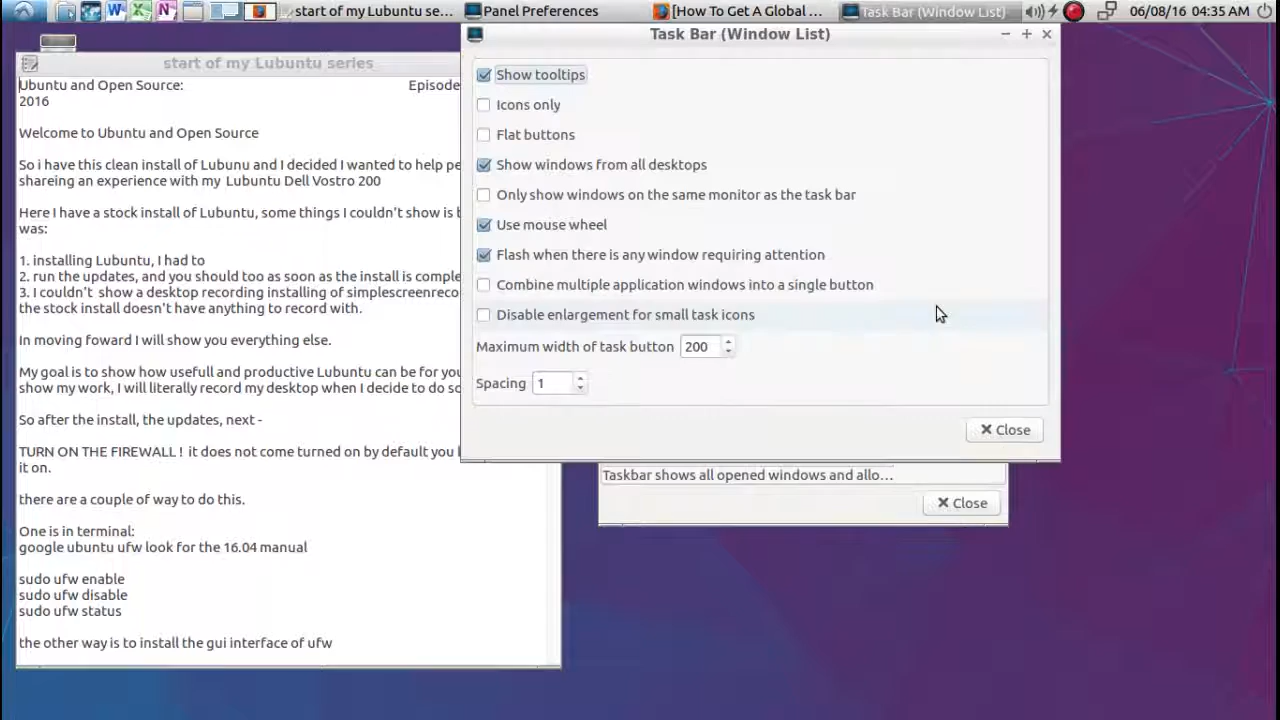 start of my Lubuntu se...
Panel Preferences
[How To Get A Global ...
Task Bar (Window List)
06/08/16 04:35 AM
Task Bar (Window List)
Show tooltips
Icons only
Flat buttons
Show windows from all desktops
Only show windows on the same monitor as the task bar
Use mouse wheel
Flash when there is any window requiring attention
Combine multiple application windows into a single button
Disable enlargement for small task icons
Maximum width of task button 200
Spacing 1
Close
Taskbar shows all opened windows and allo...
Close
start of my Lubuntu series
Ubuntu and Open Source: Episode
2016
Welcome to Ubuntu and Open Source
So i have this clean install of Lubunu and I decided I wanted to help pe
shareing an experience with my Lubuntu Dell Vostro 200
Here I have a stock install of Lubuntu, some things I couldn't show is
was:
1. installing Lubuntu, I had to
2. run the updates, and you should too as soon as the install is comple
3. I couldn't show a desktop recording installing of simplescreenreco
the stock install doesn't have anything to record with.
In moving foward I will show you everything else.
My goal is to show how usefull and productive Lubuntu can be for you
show my work, I will literally record my desktop when I decide to do so
So after the install, the updates, next -
TURN ON THE FIREWALL ! it does not come turned on by default you
it on.
there are a couple of way to do this.
One is in terminal:
google ubuntu ufw look for the 16.04 manual
sudo ufw enable
sudo ufw disable
sudo ufw status
the other way is to install the gui interface of ufw